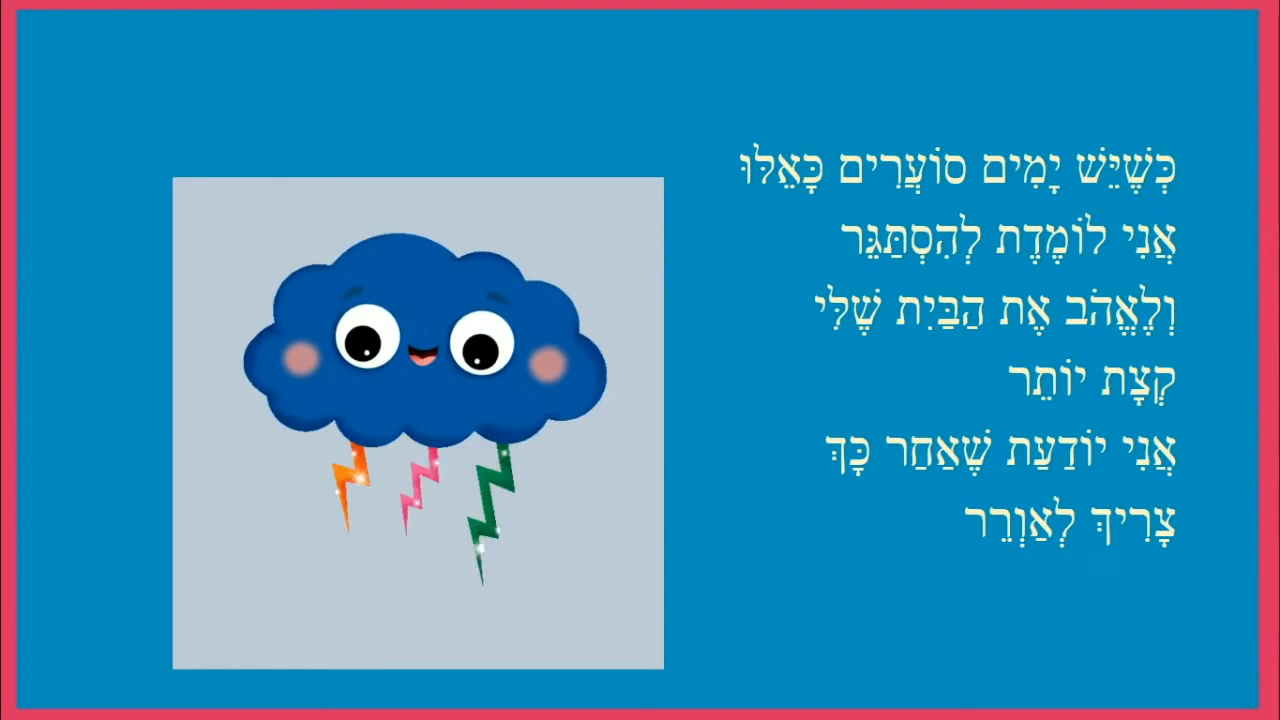 כְּשֶׁיֵּשׁ יָמִים סוֹעֲרִים כָּאֵלּוּ
אֲנִי לוֹמֶדֶת לְהִסְתַּגֵּר
וְלֶאֱהֹב אֶת הַבַּיִת שֶׁלִּי
קְצָת יוֹתֵר
אֲנִי יוֹדַעַת שֶׁאַחַר כָּךְ
צָרִיךְ לְאַוְרֵר